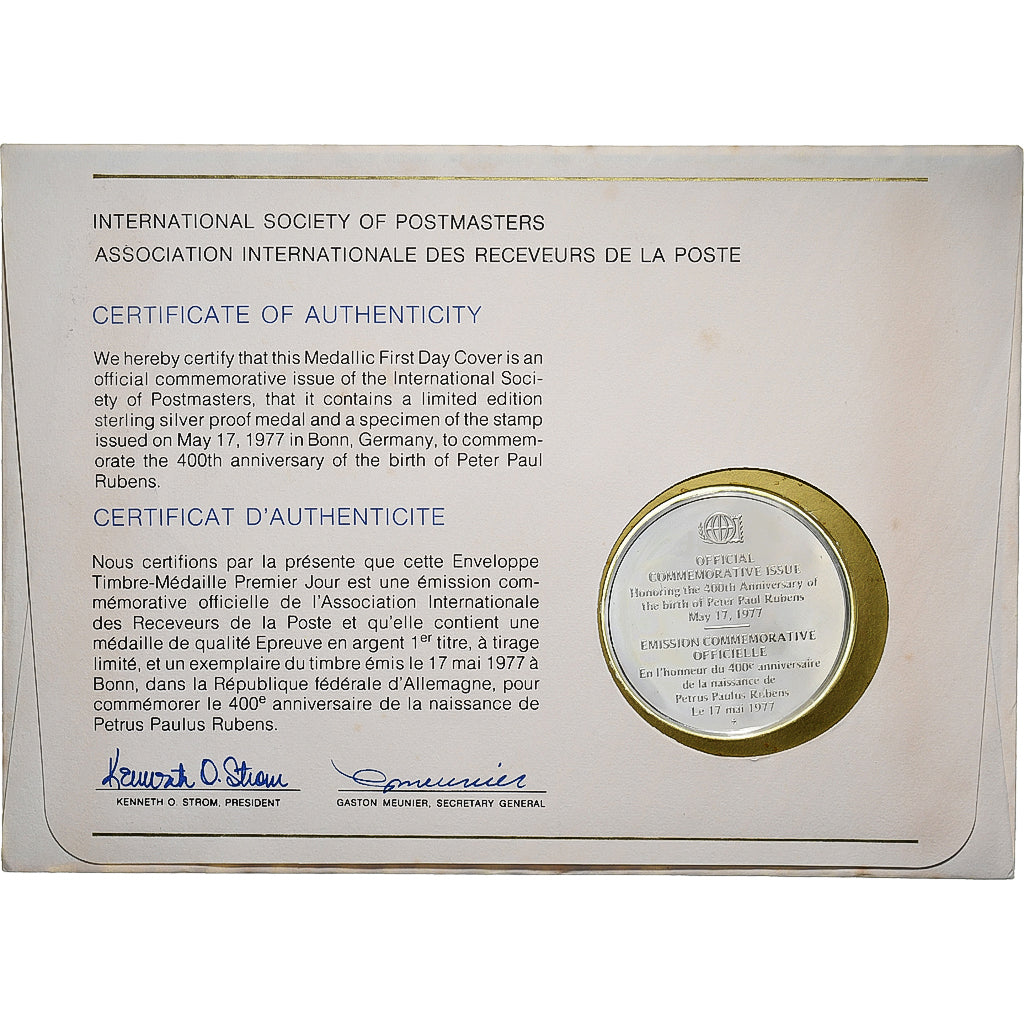 INTERNATIONAL SOCIETY OF POSTMASTERS
ASSOCIATION INTERNATIONALE DES RECEVEURS DE LA POSTE
CERTIFICATE OF AUTHENTICITY
We hereby certify that this Medallic First Day Cover is an
official commemorative issue of the International Soci-
ety of Postmasters, that it contains a limited edition
sterling silver proof medal and a specimen of the stamp
issued on May 17, 1977 in Bonn, Germany, to commem-
orate the 400th anniversary of the birth of Peter Paul
Rubens.
CERTIFICAT D'AUTHENTICITE
Nous certifions par la présente que cette Enveloppe
Timbre-Médaille Premier Jour est une émission com-
mémorative officielle de l'Association Internationale
des Receveurs de la Poste et qu'elle contient une
médaille de qualité Epreuve en argent 1er titre, à tirage
limité, et un exemplaire du timbre émis le 17 mai 1977 à
Bonn, dans la République fédérale d'Allemagne, pour
commémorer le 400e anniversaire de la naissance de
Petrus Paulus Rubens.
Kenneth O. Strom
KENNETH O. STROM, PRESIDENT
G Meunier
GASTON MEUNIER, SECRETARY GENERAL
OFFICIAL
COMMEMORATIVE ISSUE
Honoring the 400th Anniversary of
the birth of Peter Paul Rubens
May 17, 1977
EMISSION COMMEMORATIVE
OFFICIELLE
En l'honneur du 400e anniversaire
de la naissance de
Petrus Paulus Rubens
Le 17 mai 1977